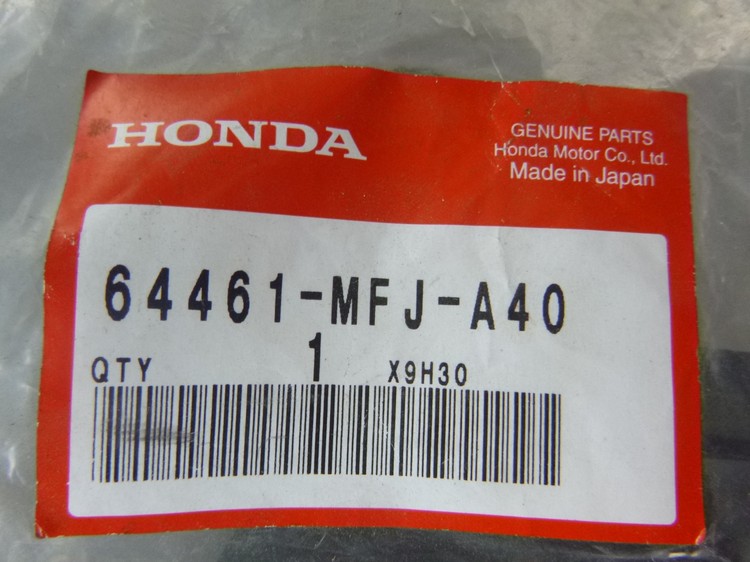 HONDA
GENUINE PARTS
Honda Motor Co., Ltd.
Made in Japan
64461-MFJ-A40
QTY 1 X9H30